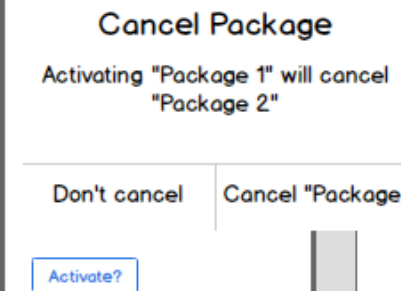 Cancel Package
Activating "Package 1" will cancel
"Package 2"
Don't cancel
Cancel "Package
Activate?